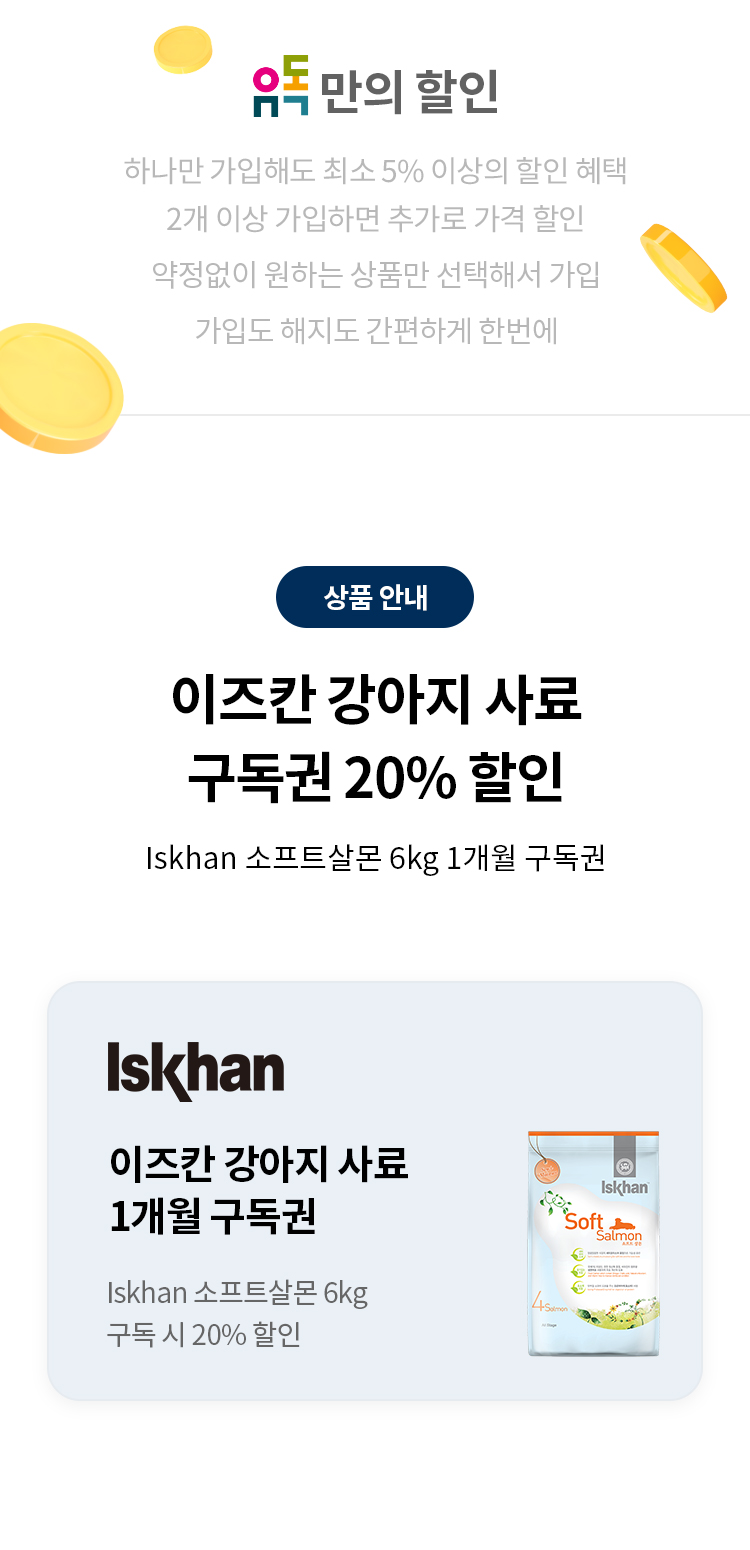 유독만의 할인
하나만 가입해도 최소 5% 이상의 할인 혜택
2개 이상 가입하면 추가로 가격 할인
약정없이 원하는 상품만 선택해서 가입
가입도 해지도 간편하게 한번에
상품 안내
이즈칸 강아지 사료
구독권 20% 할인
Iskhan 소프트살몬 6kg 1개월 구독권
Iskhan
이즈칸 강아지 사료
1개월 구독권
Iskhan 소프트살몬 6kg
구독 시 20% 할인
Iskhan
Soft
Salmon
소프트 살몬
4 Salmon